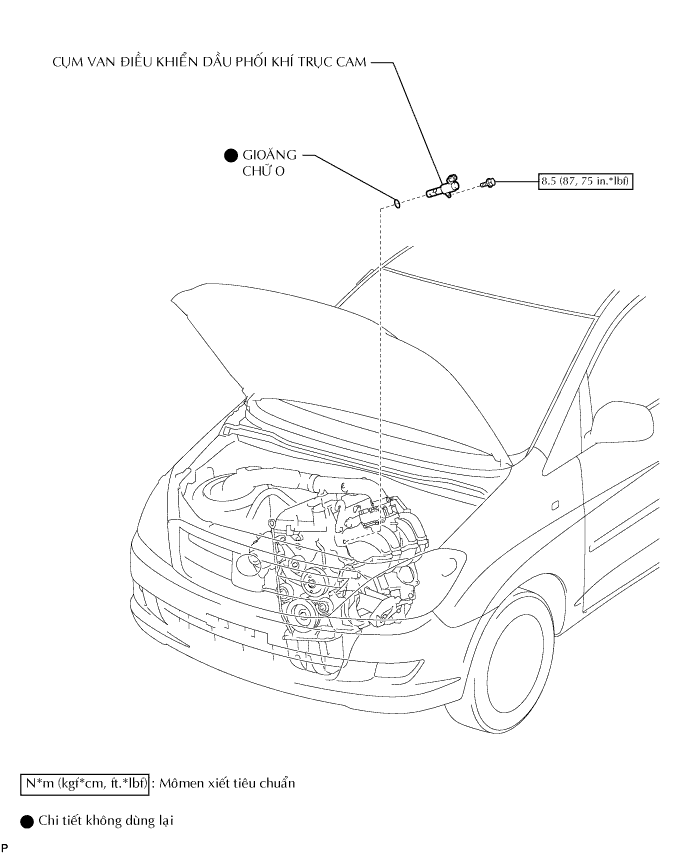 CỤM VAN ĐIỀU KHIỂN DẦU PHỐI KHÍ TRỤC CAM
● GIOĂNG
CHỮ O
8.5 (87, 75 in.*lbf)
N*m (kgf*cm, ft.*lbf) : Mômen xiết tiêu chuẩn
● Chi tiết không dùng lại
P